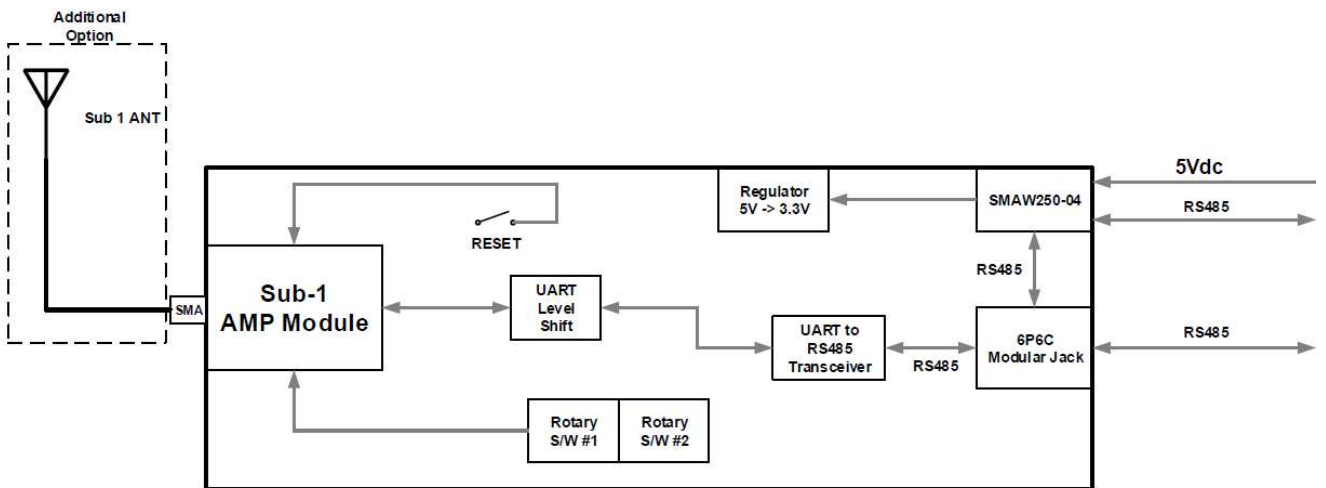 Additional
Option
Sub 1 ANT
5Vdc
Regulator
5V -> 3.3V
SMAW250-04
RS485
RESET
RS485
SMA
Sub-1
AMP Module
UART
Level
Shift
UART to
RS485
Transceiver
RS485
6P6C
Modular Jack
RS485
Rotary
S/W #1
Rotary
S/W #2